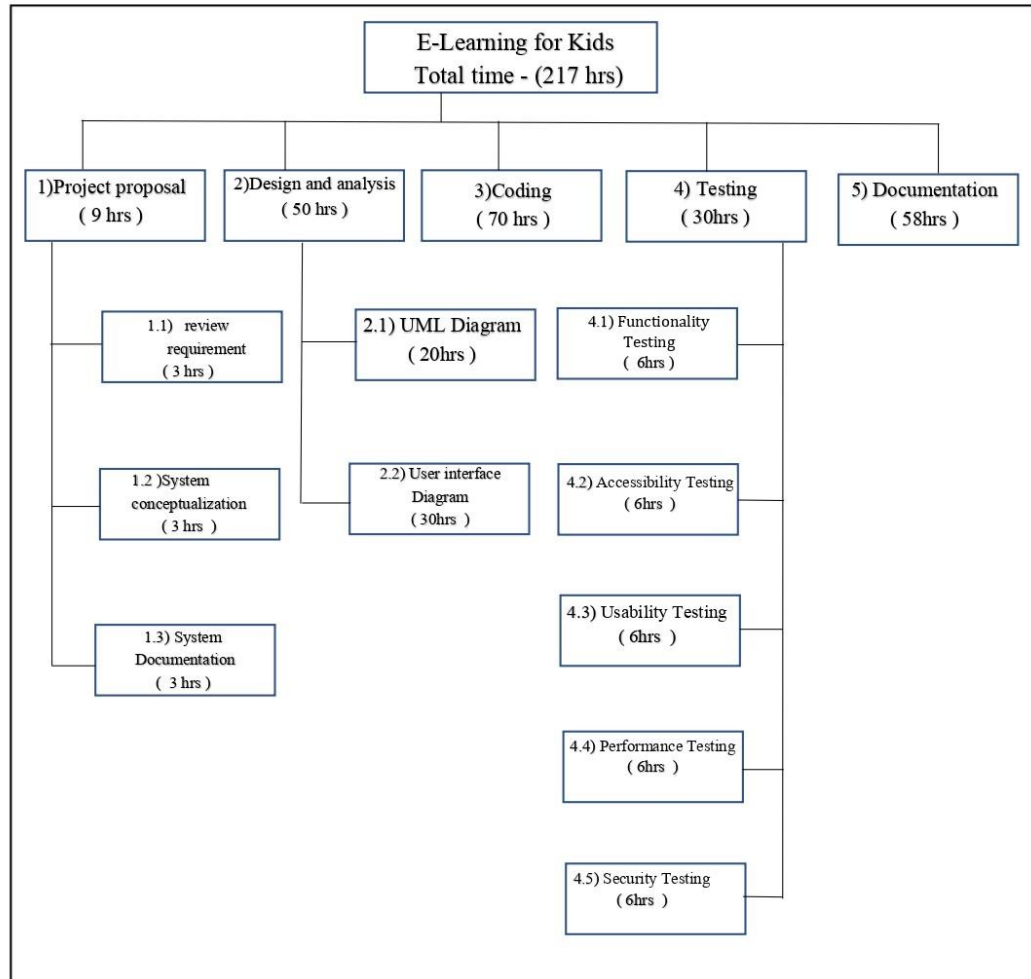 E-Learning for Kids
Total time - (217 hrs)
1)Project proposal
( 9 hrs )
2)Design and analysis
( 50 hrs )
3)Coding
( 70 hrs )
4) Testing
( 30hrs )
5) Documentation
( 58hrs )
1.1) review
requirement
( 3 hrs )
1.2 )System
conceptualization
( 3 hrs )
1.3) System
Documentation
( 3 hrs )
2.1) UML Diagram
( 20hrs )
2.2) User interface
Diagram
( 30hrs )
4.1) Functionality
Testing
( 6hrs )
4.2) Accessibility Testing
( 6hrs )
4.3) Usability Testing
( 6hrs )
4.4) Performance Testing
( 6hrs )
4.5) Security Testing
( 6hrs )